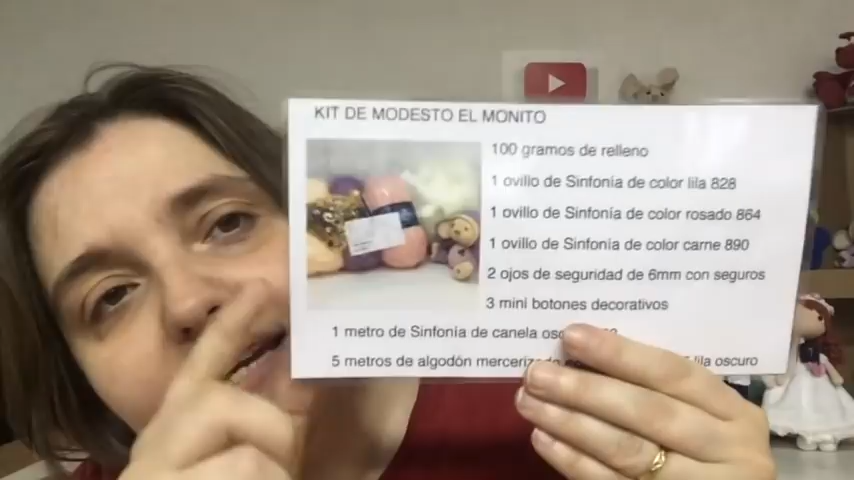 KIT DE MODESTO EL MONITO
100 gramos de relleno
1 ovillo de Sinfonía de color lila 828
1 ovillo de Sinfonía de color rosado 864
1 ovillo de Sinfonía de color carne 890
2 ojos de seguridad de 6mm con seguros
3 mini botones decorativos
1 metro de Sinfonía de canela
5 metros de algodón lila oscuro